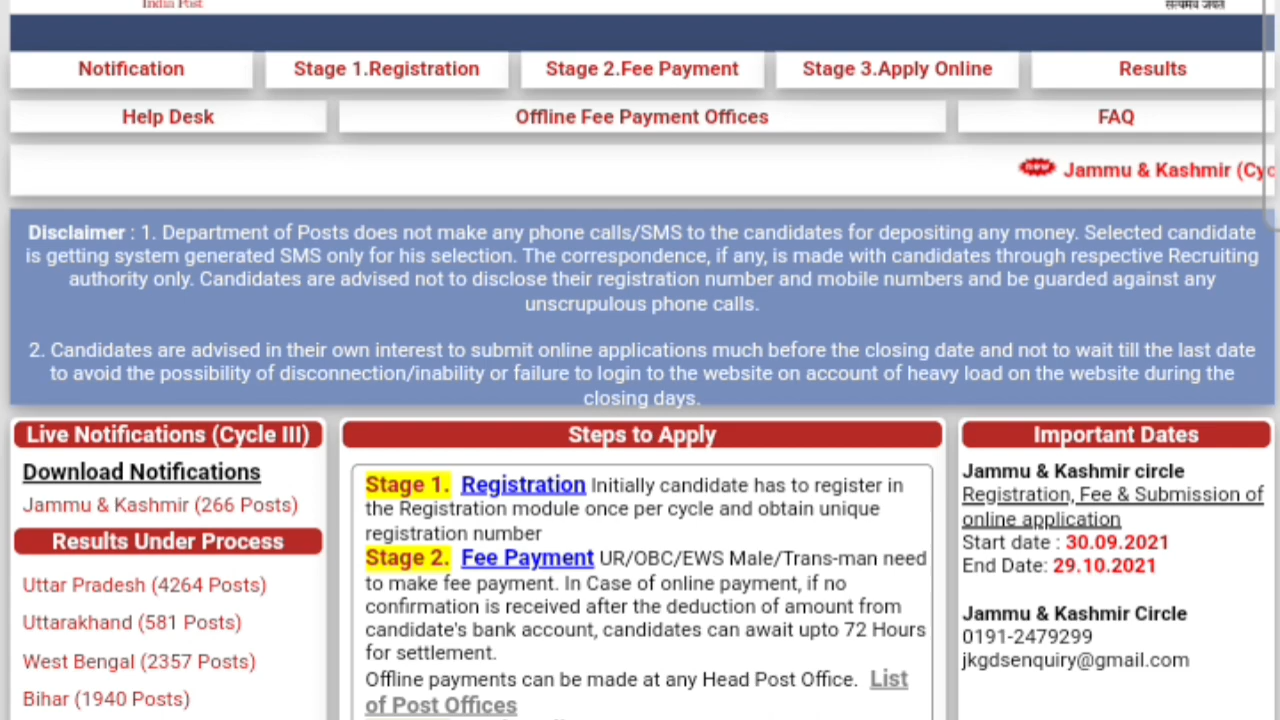 India Post
सत्यमेव जयते
Notification
Stage 1.Registration
Stage 2.Fee Payment
Stage 3.Apply Online
Results
Help Desk
Offline Fee Payment Offices
FAQ
new
Jammu & Kashmir (Cyc
Disclaimer : 1. Department of Posts does not make any phone calls/SMS to the candidates for depositing any money. Selected candidate
is getting system generated SMS only for his selection. The correspondence, if any, is made with candidates through respective Recruiting
authority only. Candidates are advised not to disclose their registration number and mobile numbers and be guarded against any
unscrupulous phone calls.
2. Candidates are advised in their own interest to submit online applications much before the closing date and not to wait till the last date
to avoid the possibility of disconnection/inability or failure to login to the website on account of heavy load on the website during the
closing days.
Live Notifications (Cycle III)
Download Notifications
Jammu & Kashmir (266 Posts)
Results Under Process
Uttar Pradesh (4264 Posts)
Uttarakhand (581 Posts)
West Bengal (2357 Posts)
Bihar (1940 Posts)
Steps to Apply
Stage 1. Registration Initially candidate has to register in
the Registration module once per cycle and obtain unique
registration number
Stage 2. Fee Payment UR/OBC/EWS Male/Trans-man need
to make fee payment. In Case of online payment, if no
confirmation is received after the deduction of amount from
candidate's bank account, candidates can await upto 72 Hours
for settlement.
Offline payments can be made at any Head Post Office. List
of Post Offices
Important Dates
Jammu & Kashmir circle
Registration, Fee & Submission of
online application
Start date : 30.09.2021
End Date: 29.10.2021
Jammu & Kashmir Circle
0191-2479299
jkgdsenquiry@gmail.com